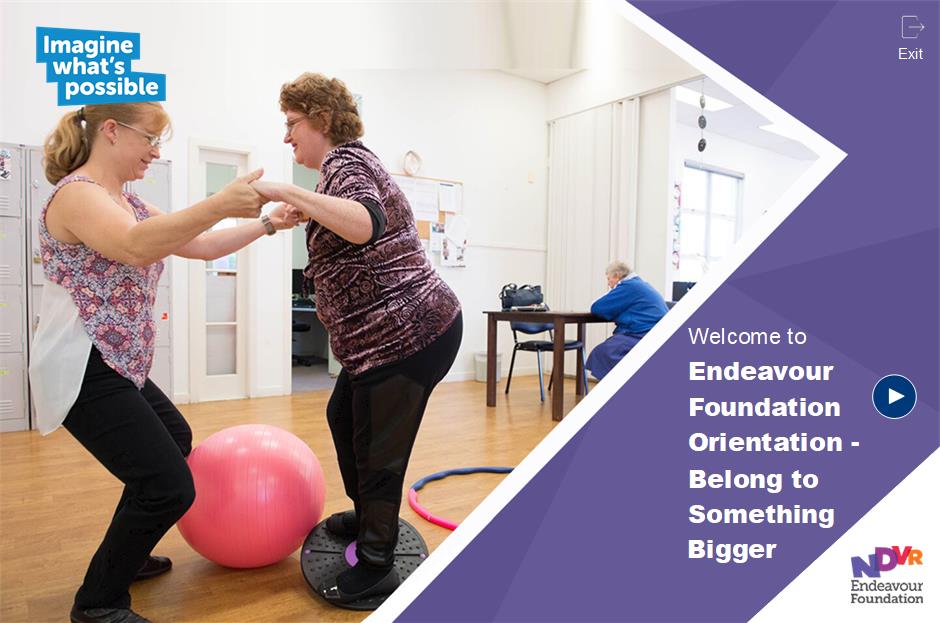 Imagine
what's
possible
Exit
Welcome to
Endeavour
Foundation
Orientation -
Belong to
Something
Bigger
NDVR
Endeavour
Foundation